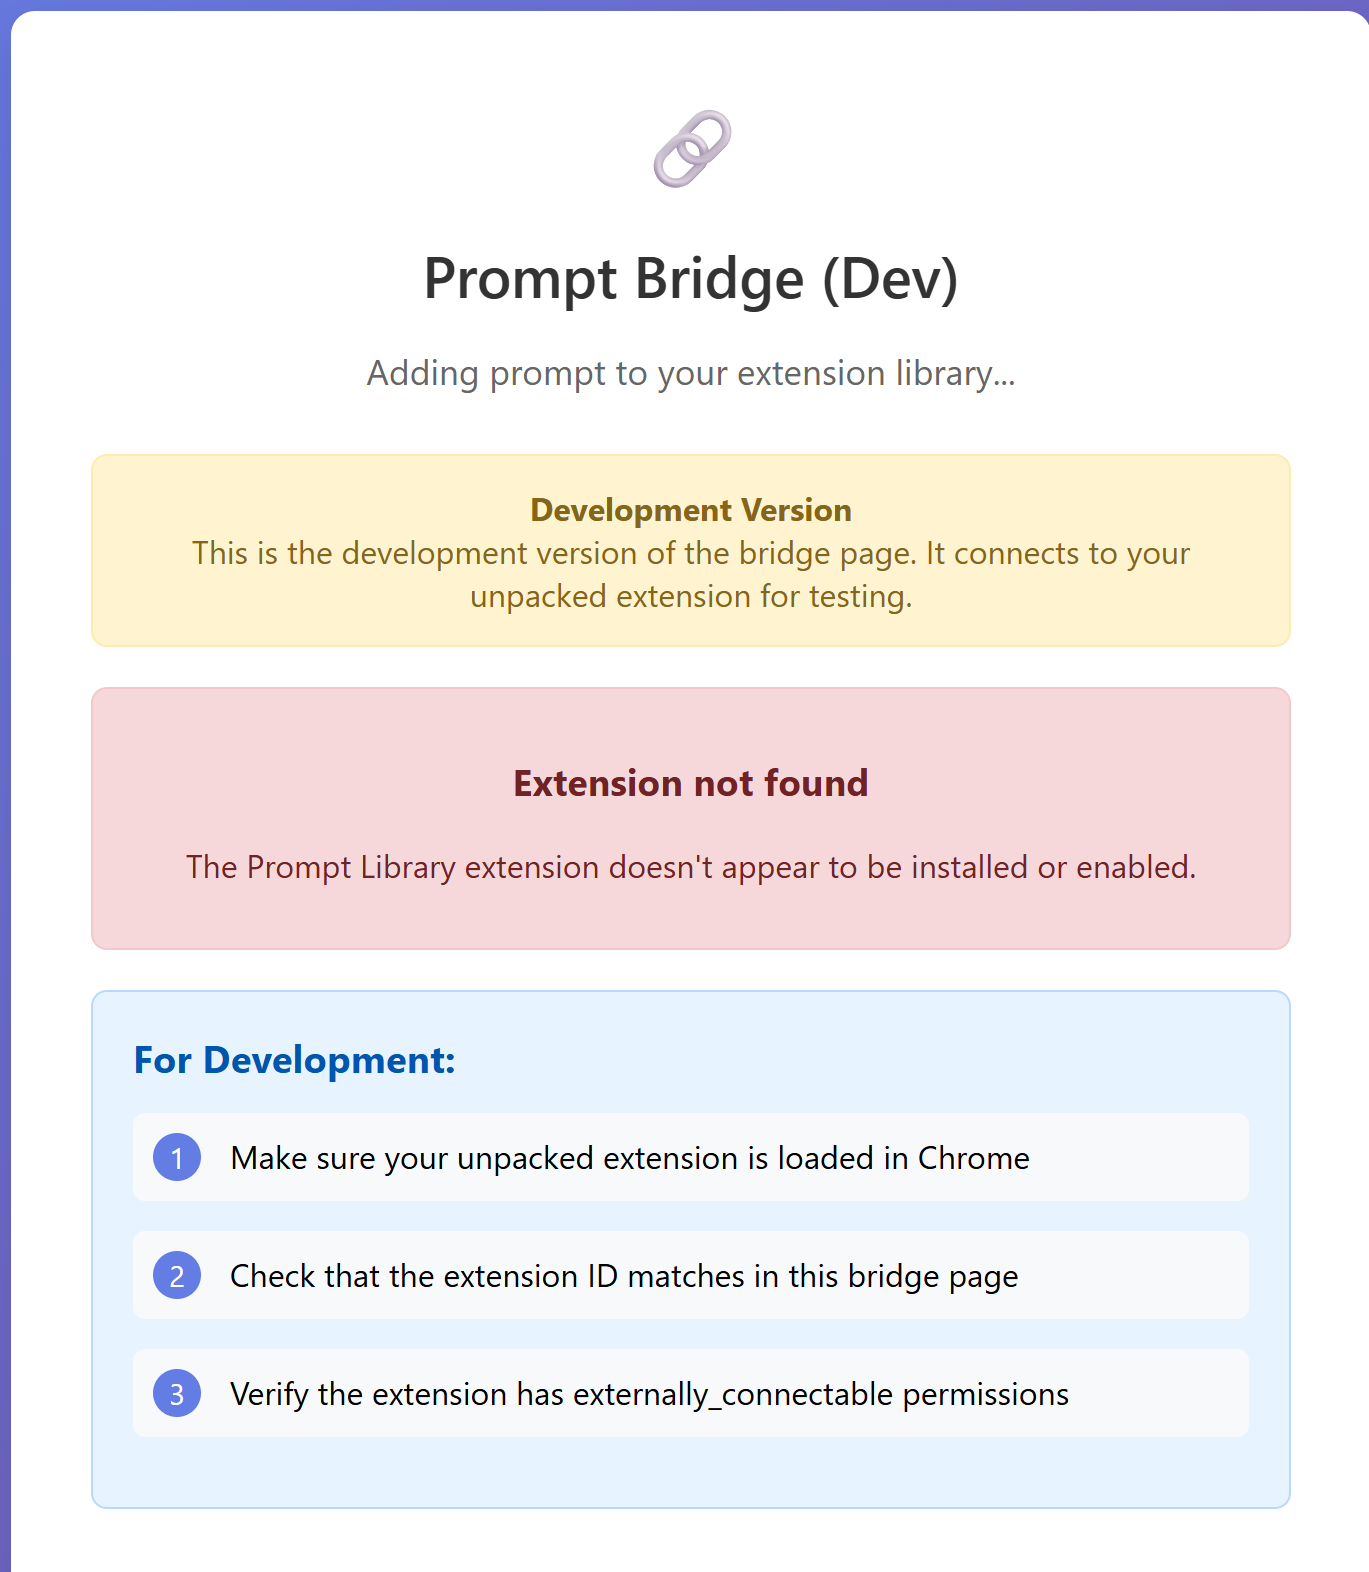 Prompt Bridge (Dev)
Adding prompt to your extension library...
Development Version
This is the development version of the bridge page. It connects to your
unpacked extension for testing.
Extension not found
The Prompt Library extension doesn't appear to be installed or enabled.
For Development:
1 Make sure your unpacked extension is loaded in Chrome
2 Check that the extension ID matches in this bridge page
3 Verify the extension has externally_connectable permissions